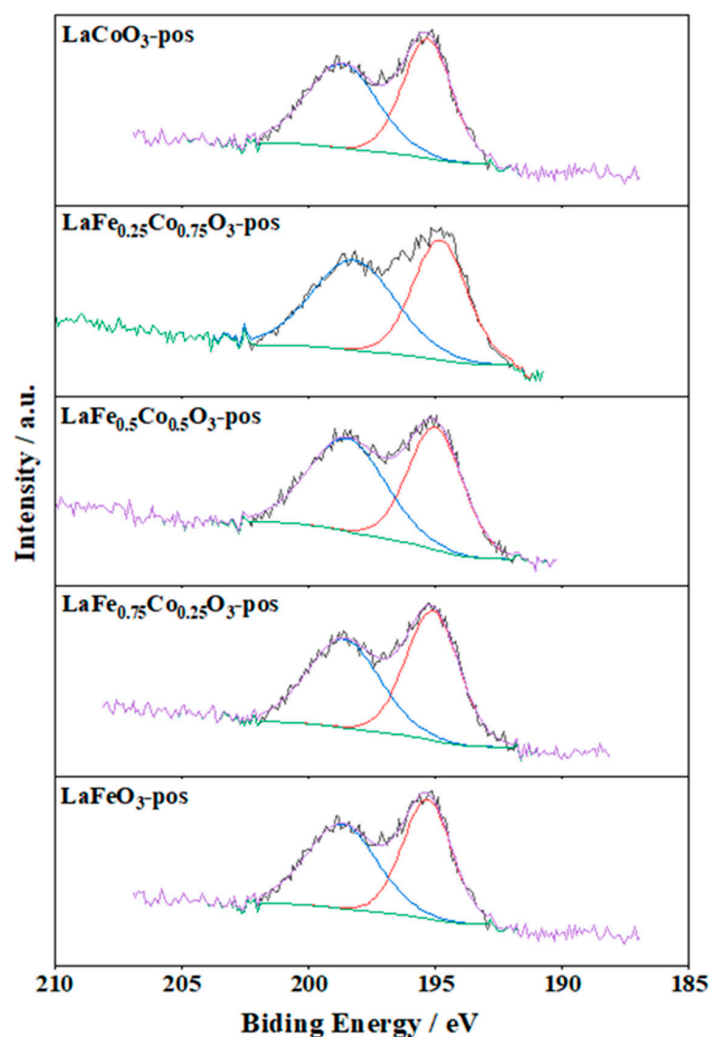 LaCoO₃-pos
LaFe₀.₂₅Co₀.₇₅O₃-pos
LaFe₀.₅Co₀.₅O₃-pos
LaFe₀.₇₅Co₀.₂₅O₃-pos
LaFeO₃-pos
Intensity / a.u.
210 205 200 195 190 185
Biding Energy / eV